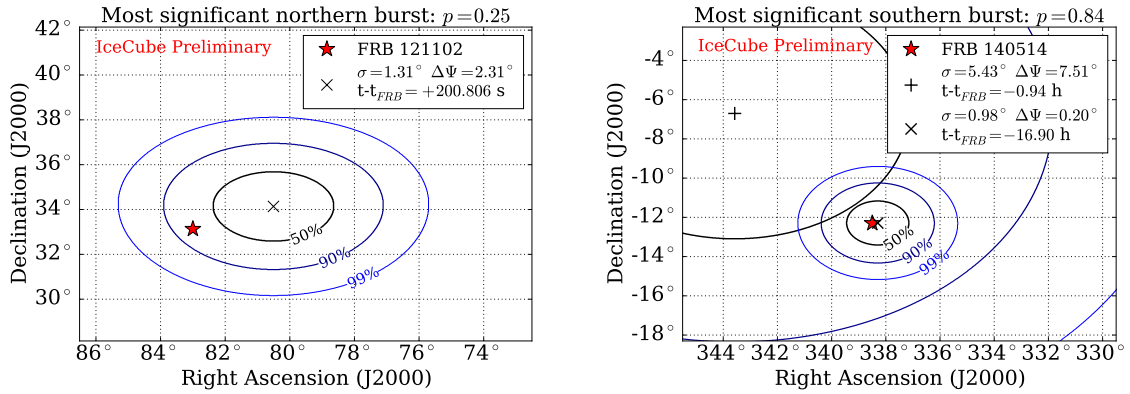 Most significant northern burst: p=0.25
IceCube Preliminary
FRB 121102
σ=1.31° ΔΨ=2.31°
t-t_FRB=+200.806 s
42°
40°
38°
36°
34°
32°
30°
50%
90%
99%
86° 84° 82° 80° 78° 76° 74°
Declination (J2000)
Right Ascension (J2000)
Most significant southern burst: p=0.84
IceCube Preliminary
FRB 140514
σ=5.43° ΔΨ=7.51°
t-t_FRB=−0.94 h
σ=0.98° ΔΨ=0.20°
t-t_FRB=−16.90 h
-4°
-6°
-8°
-10°
-12°
-14°
-16°
-18°
50%
90%
99%
344° 342° 340° 338° 336° 334° 332° 330°
Declination (J2000)
Right Ascension (J2000)